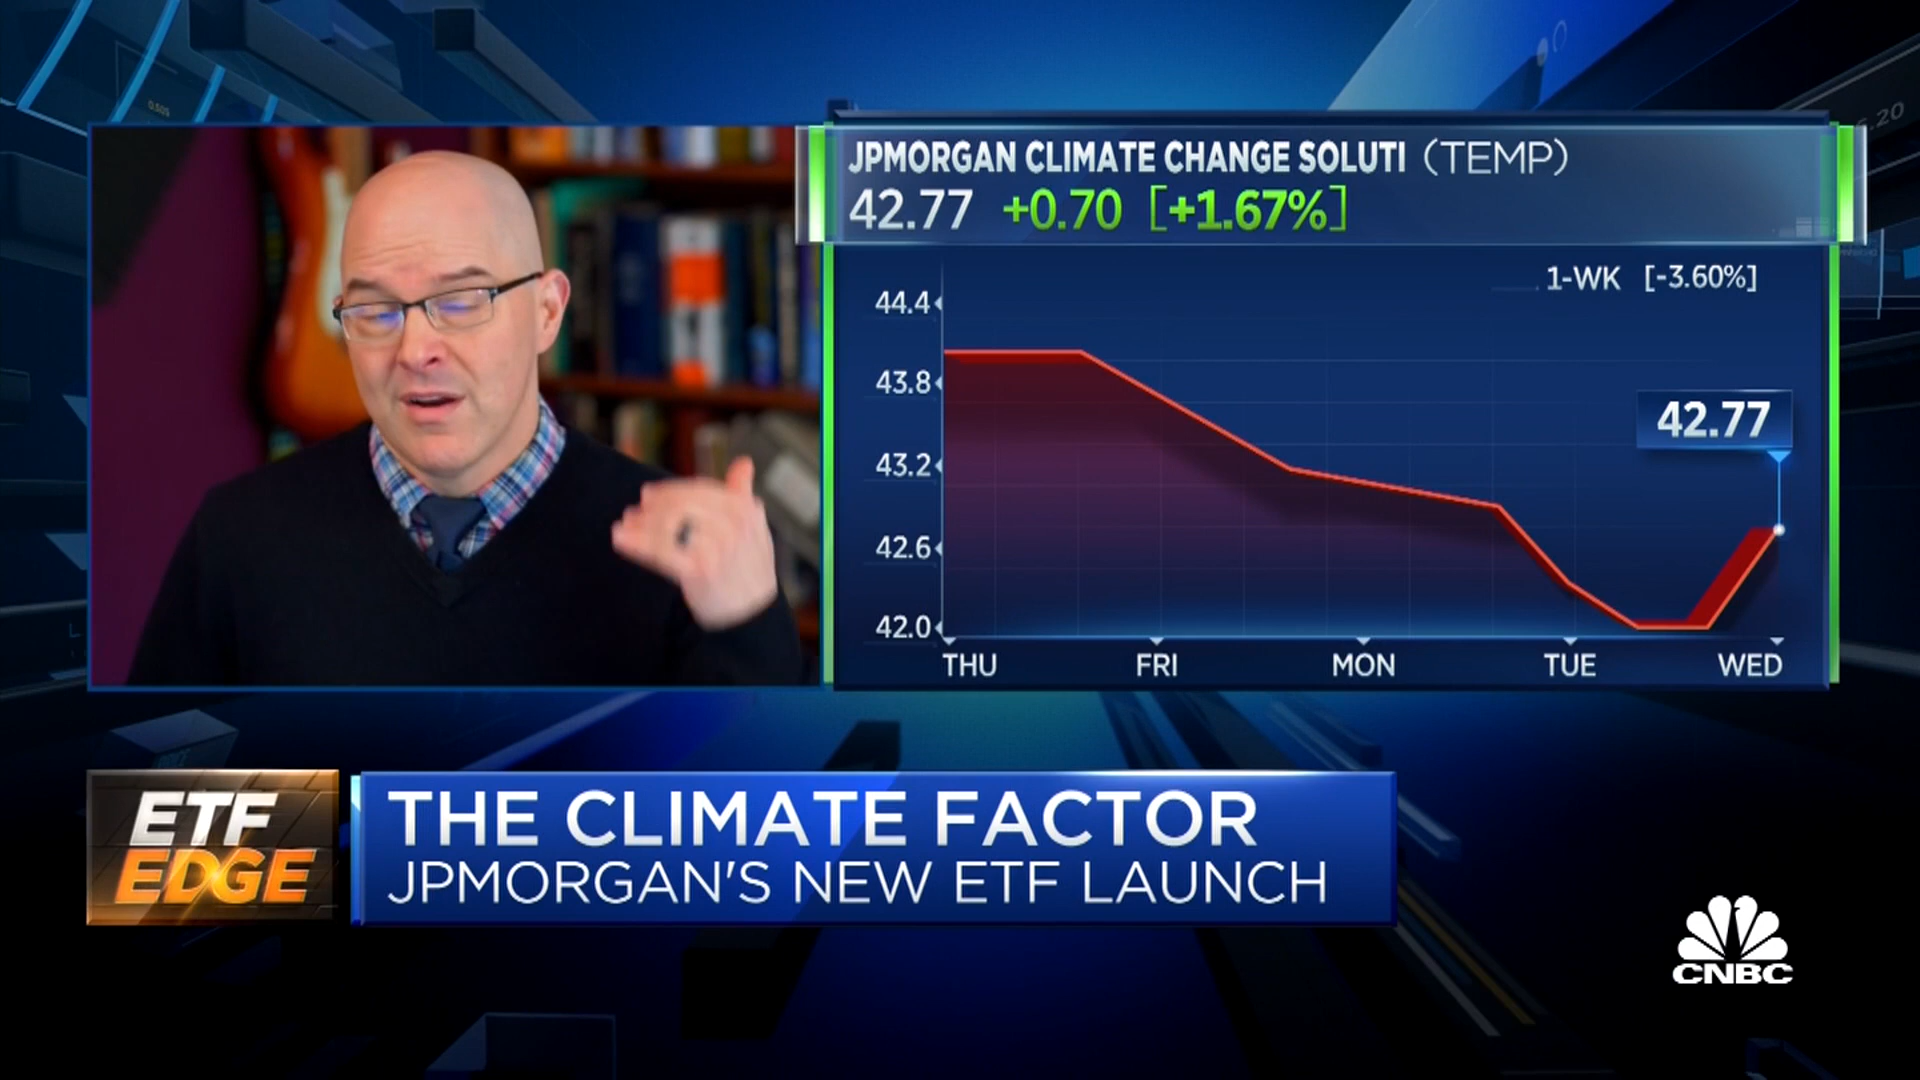 JPMORGAN CLIMATE CHANGE SOLUTI (TEMP)
42.77 +0.70 [+1.67%]
1-WK [-3.60%]
44.4
43.8
43.2
42.6
42.0
42.77
THU FRI MON TUE WED
ETF
EDGE
THE CLIMATE FACTOR
JPMORGAN'S NEW ETF LAUNCH
CNBC